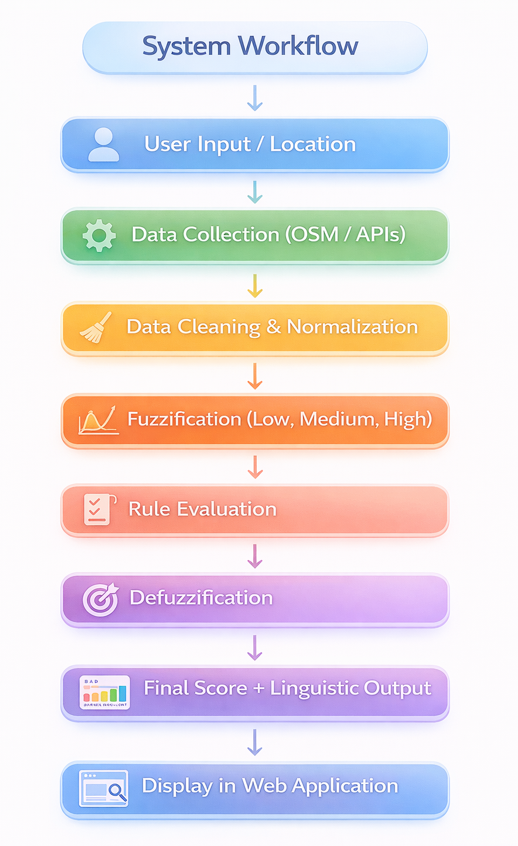 System Workflow
User Input / Location
Data Collection (OSM / APIs)
Data Cleaning & Normalization
Fuzzification (Low, Medium, High)
Rule Evaluation
Defuzzification
Final Score + Linguistic Output
Display in Web Application